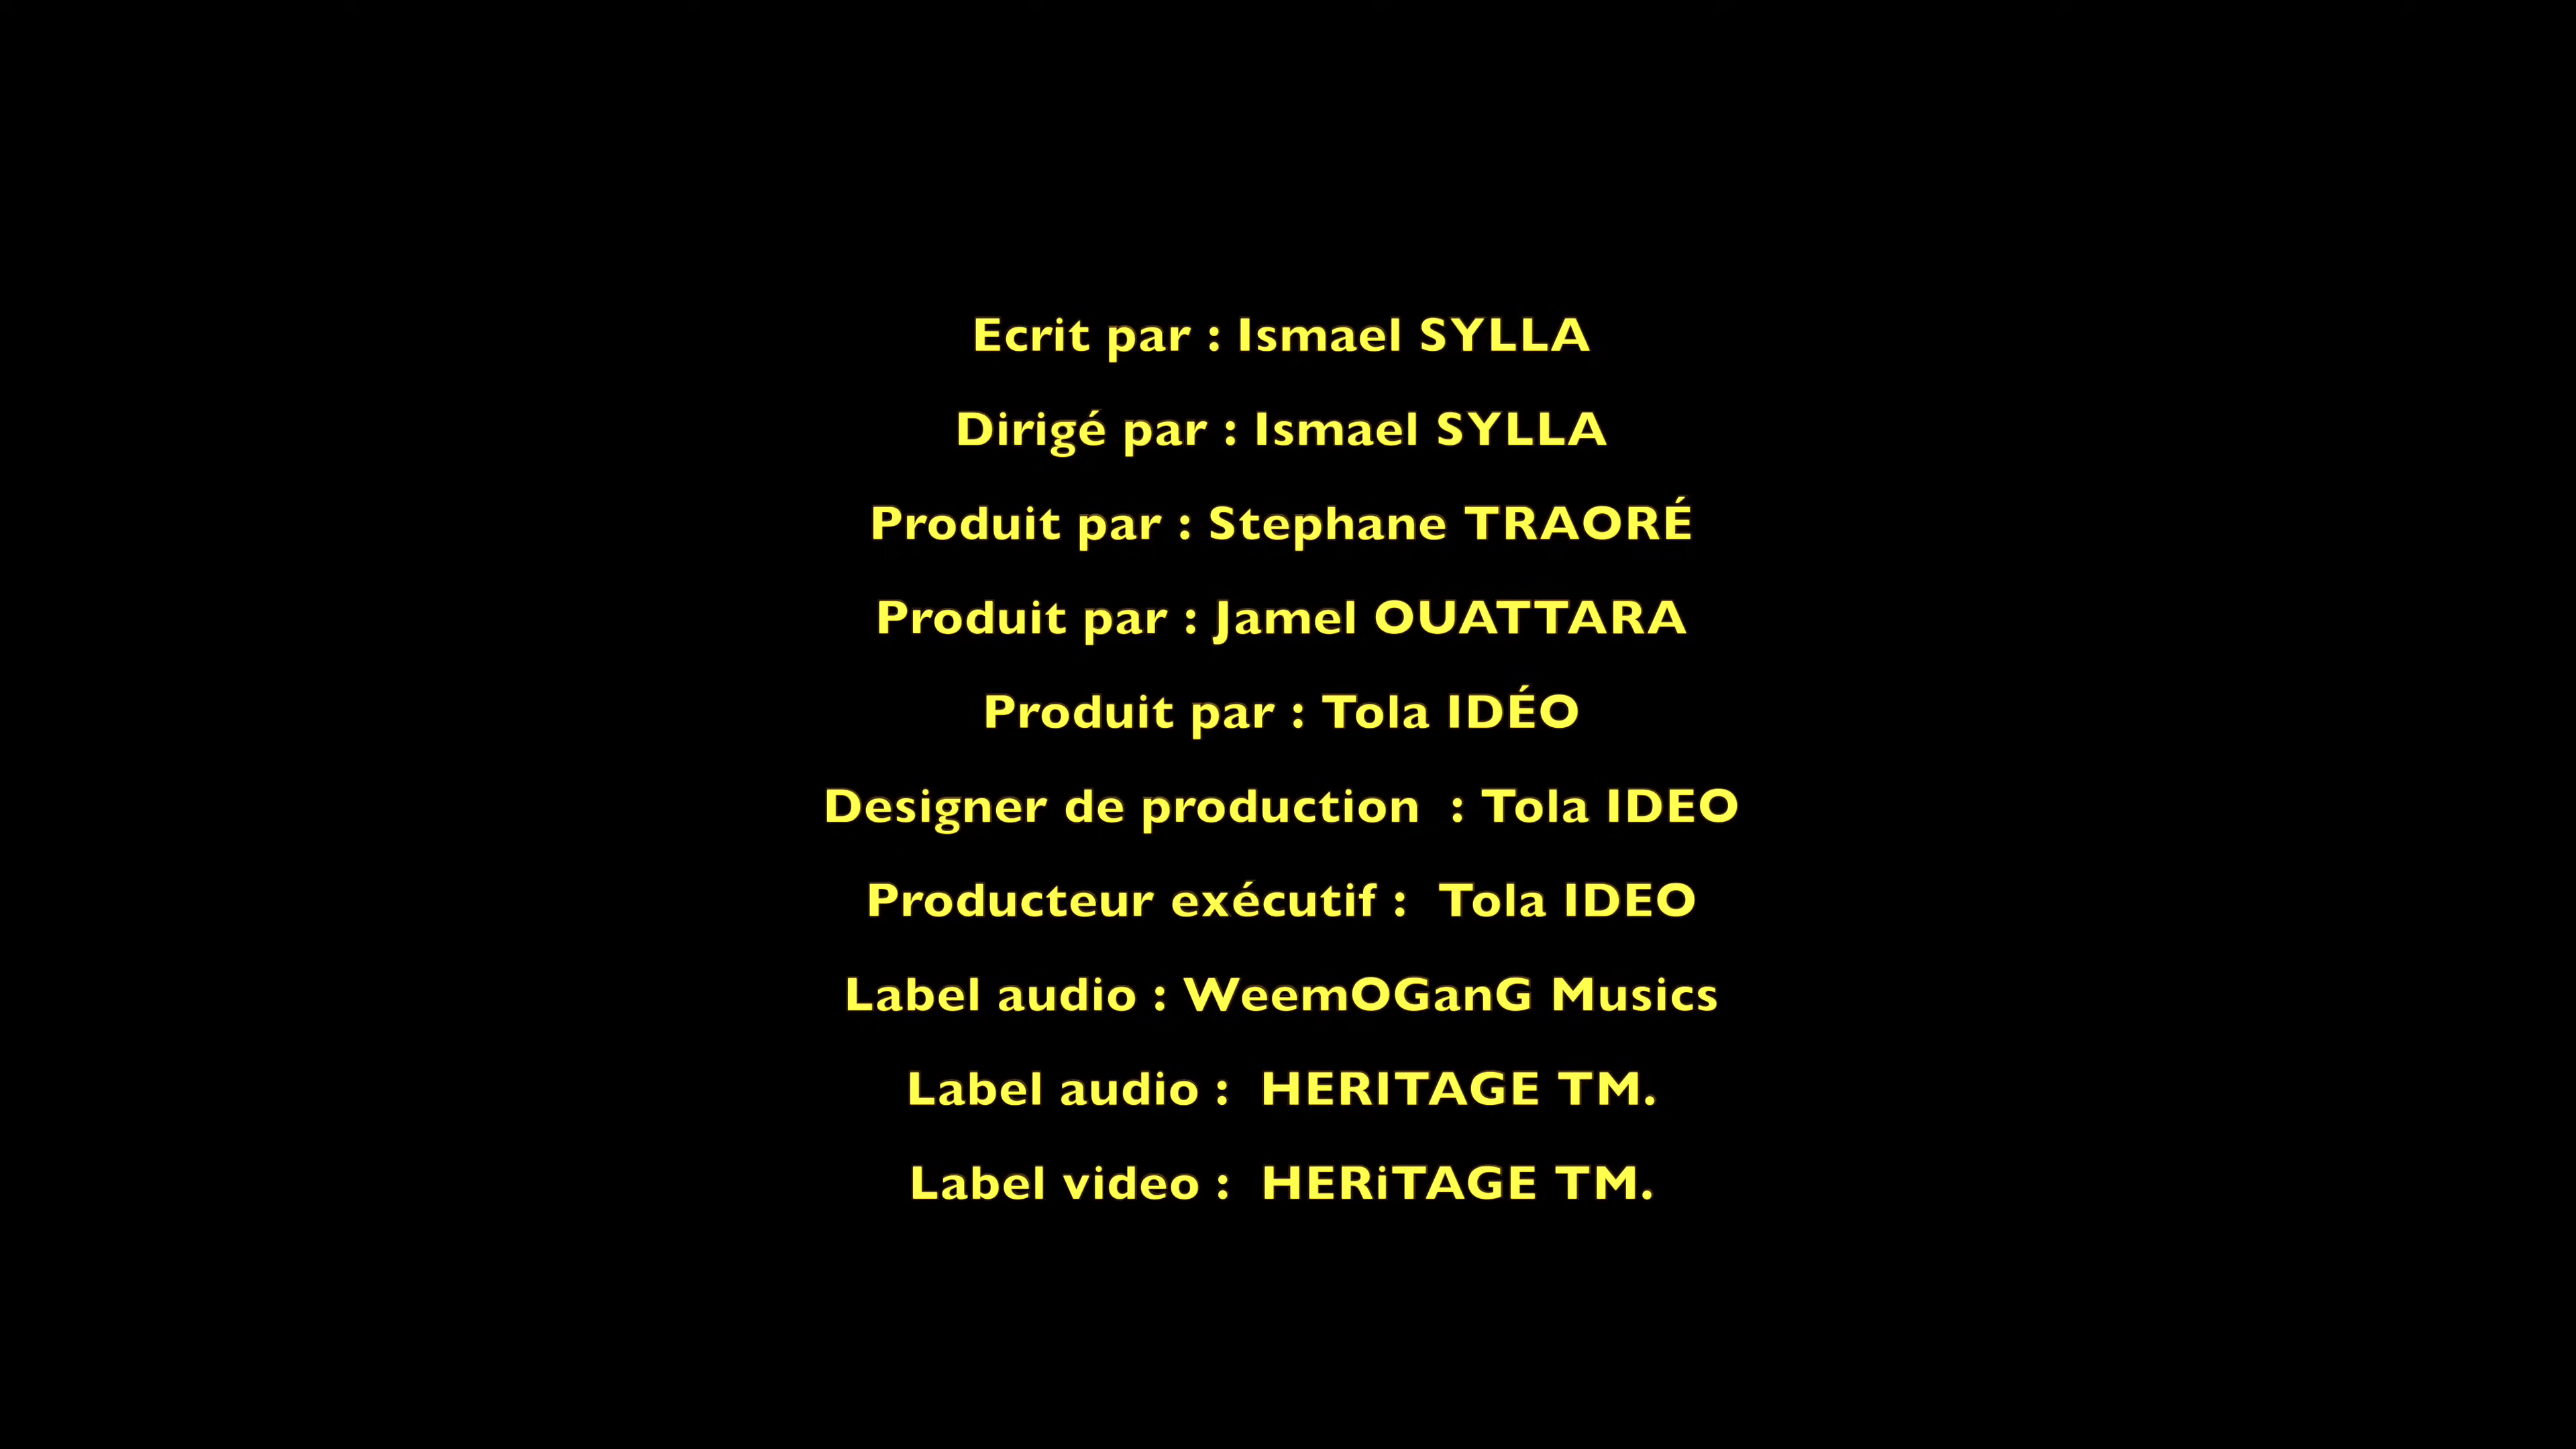 Ecrit par : Ismael SYLLA
Dirigé par : Ismael SYLLA
Produit par : Stephane TRAORÉ
Produit par : Jamel OUATTARA
Produit par : Tola IDÉO
Designer de production  : Tola IDEO
Producteur exécutif :  Tola IDEO
Label audio : WeemOGanG Musics
Label audio :  HERITAGE TM.
Label video :  HERiTAGE TM.